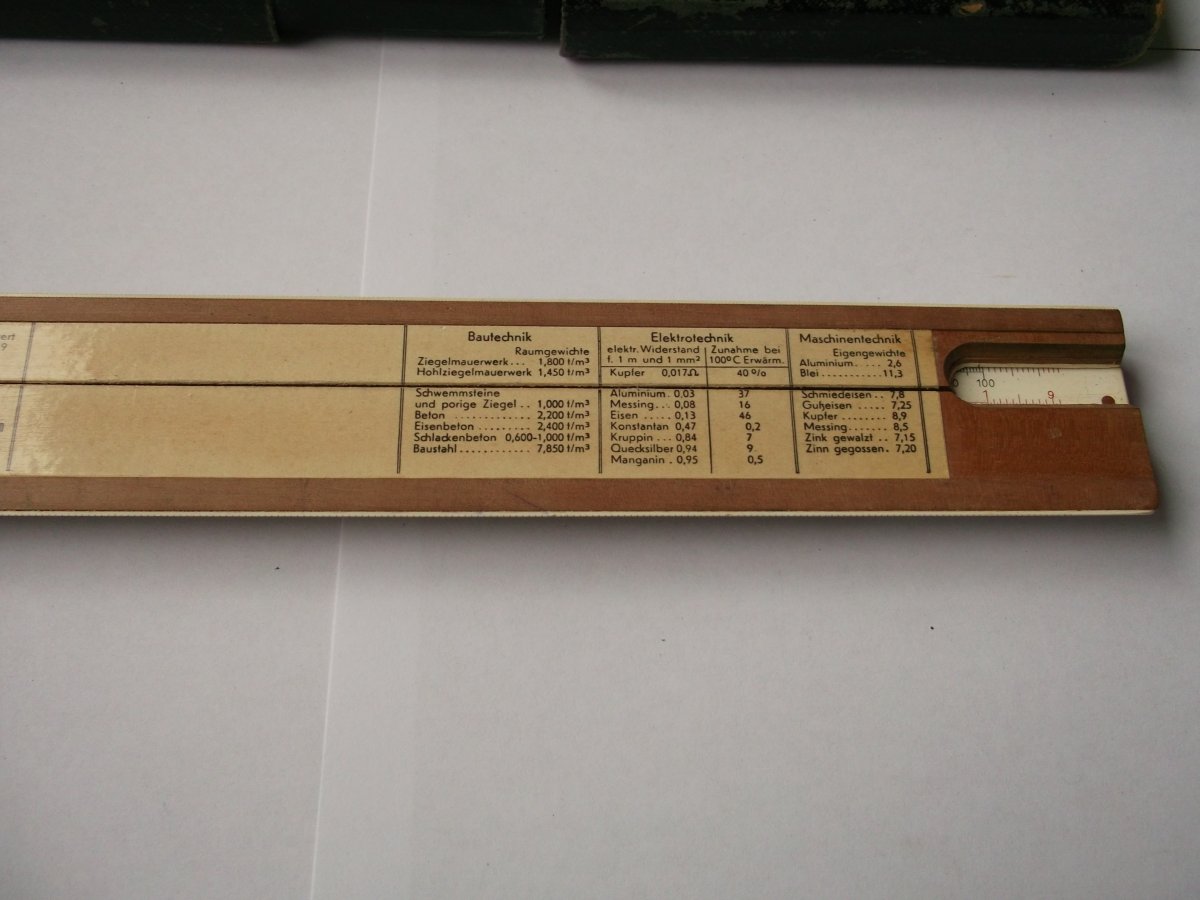 ert
9
Bautechnik
Raumgewichte
Ziegelmauerwerk... 1,800 t/m³
Hohlziegelmauerwerk 1,450 t/m³
Schwemmsteine
und porige Ziegel.. 1,000 t/m³
Beton .......... 2,200 t/m³
Eisenbeton .......... 2,400 t/m³
Schlackenbeton 0,600-1,000 t/m³
Baustahl............ 7,850 t/m³
Elektrotechnik
elektr. Widerstand Zunahme bei
f. 1 m und 1 mm² 100°C Erwärm.
Kupfer 0,017Ω 40 %
Aluminium. 0,03 37
Messing... 0,08 16
Eisen .... 0,13 46
Konstantan 0,47 0,2
Kruppin ... 0,84 7
Quecksilber 0,94 9
Manganin . 0,95 0,5
Maschinentechnik
Eigengewichte
Aluminium..... 2,6
Blei...........11,3
Schmiedeisen.. 7,8
Gußeisen ..... 7,25
Kupfer ........ 8,9
Messing....... 8,5
Zink gewalzt .. 7,15
Zinn gegossen. 7,20
0 100
1 9